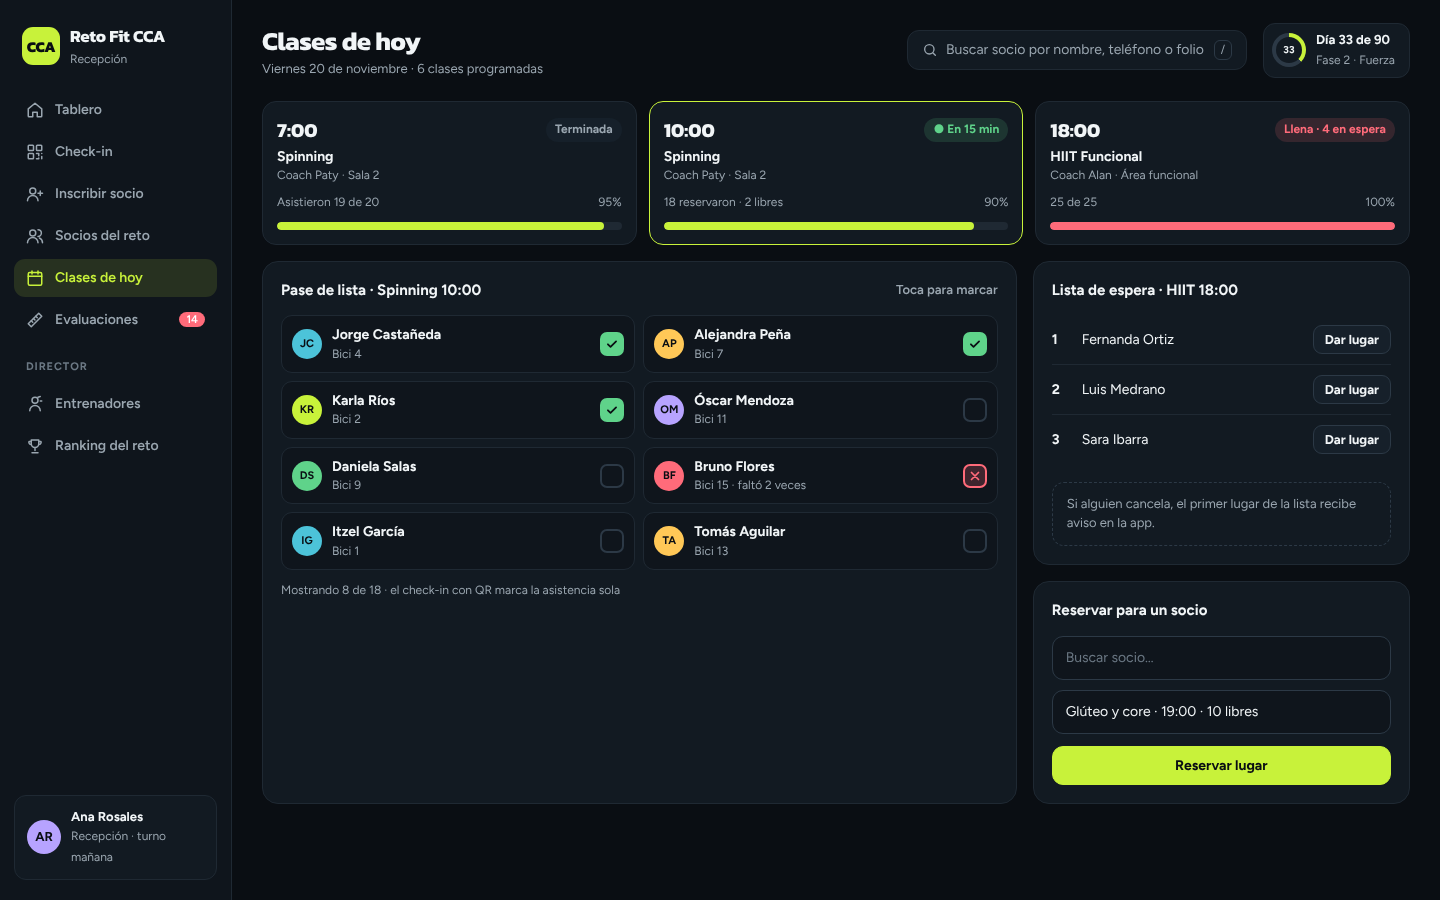 CCA
Reto Fit CCA
Recepción
Tablero
Check-in
Inscribir socio
Socios del reto
Clases de hoy
Evaluaciones
14
DIRECTOR
Entrenadores
Ranking del reto
AR
Ana Rosales
Recepción · turno
mañana
Clases de hoy
Viernes 20 de noviembre · 6 clases programadas
Buscar socio por nombre, teléfono o folio
/
33
Día 33 de 90
Fase 2 · Fuerza
7:00
Terminada
Spinning
Coach Paty · Sala 2
Asistieron 19 de 20
95%
10:00
En 15 min
Spinning
Coach Paty · Sala 2
18 reservaron · 2 libres
90%
18:00
Llena · 4 en espera
HIIT Funcional
Coach Alan · Área funcional
25 de 25
100%
Pase de lista · Spinning 10:00
Toca para marcar
JC
Jorge Castañeda
Bici 4
AP
Alejandra Peña
Bici 7
KR
Karla Ríos
Bici 2
OM
Óscar Mendoza
Bici 11
DS
Daniela Salas
Bici 9
BF
Bruno Flores
Bici 15 · faltó 2 veces
IG
Itzel García
Bici 1
TA
Tomás Aguilar
Bici 13
Mostrando 8 de 18 · el check-in con QR marca la asistencia sola
Lista de espera · HIIT 18:00
1 Fernanda Ortiz Dar lugar
2 Luis Medrano Dar lugar
3 Sara Ibarra Dar lugar
Si alguien cancela, el primer lugar de la lista recibe
aviso en la app.
Reservar para un socio
Buscar socio...
Glúteo y core · 19:00 · 10 libres
Reservar lugar